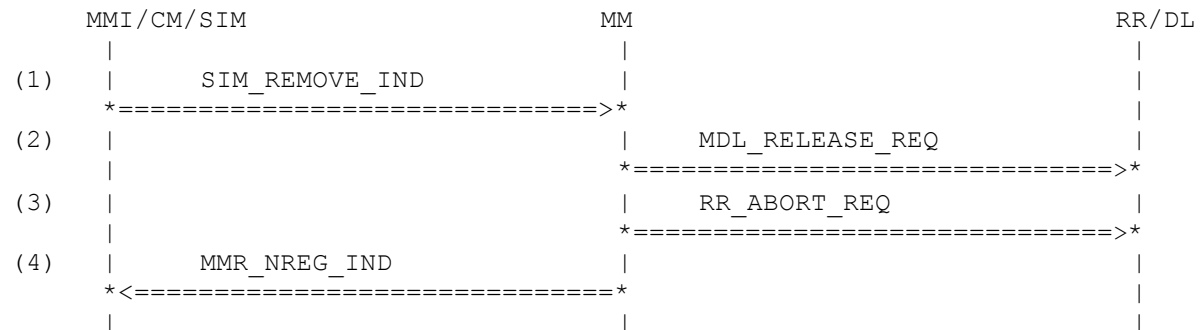 MMI/CM/SIM MM RR/DL
(1) SIM_REMOVE_IND
*==============================>*
(2) MDL_RELEASE_REQ
*==============================>*
(3) RR_ABORT_REQ
*==============================>*
(4) MMR_NREG_IND
*<==============================*